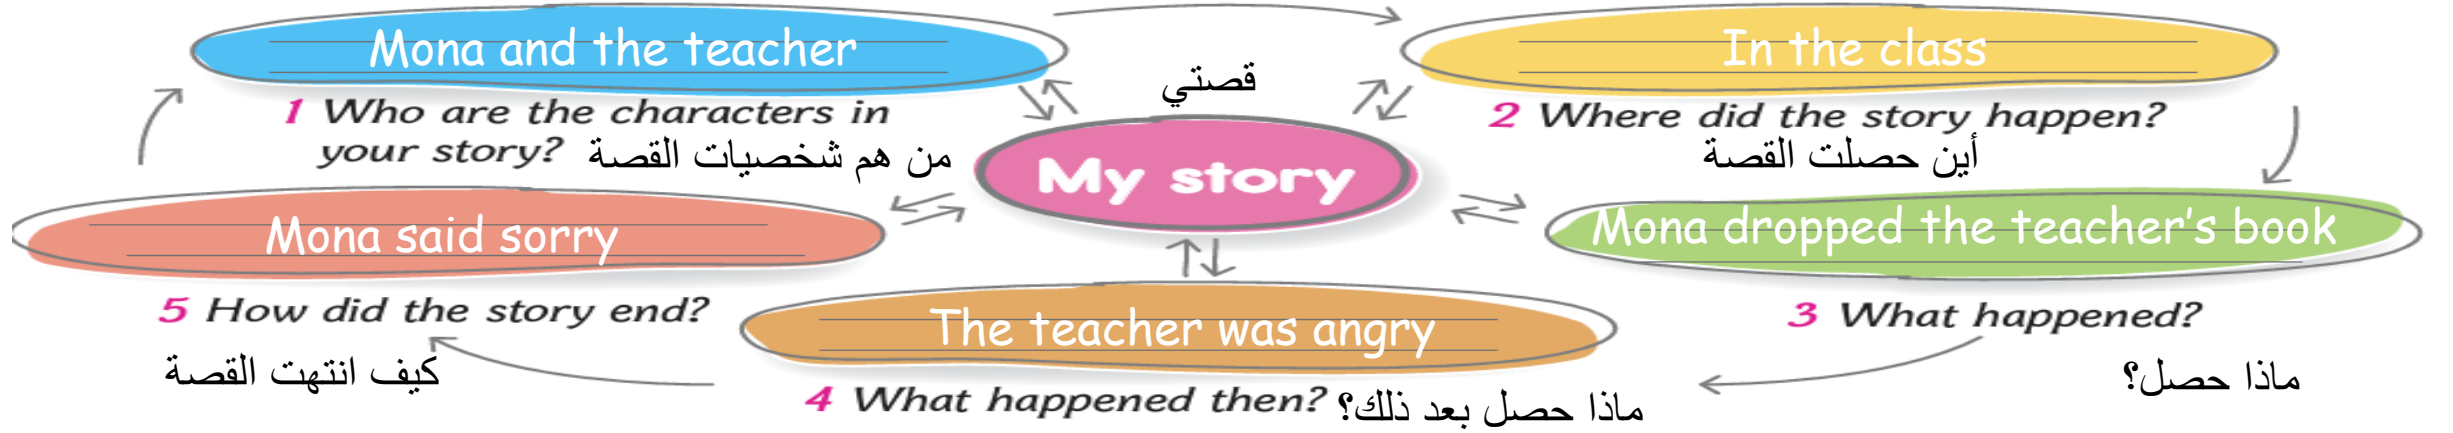 Mona and the teacher
1 Who are the characters in
your story? من هم شخصيات القصة
قصتي
My story
In the class
2 Where did the story happen?
أين حصلت القصة
Mona dropped the teacher's book
3 What happened?
ماذا حصل؟
The teacher was angry
4 What happened then? ماذا حصل بعد ذلك؟
Mona said sorry
5 How did the story end?
كيف انتهت القصة